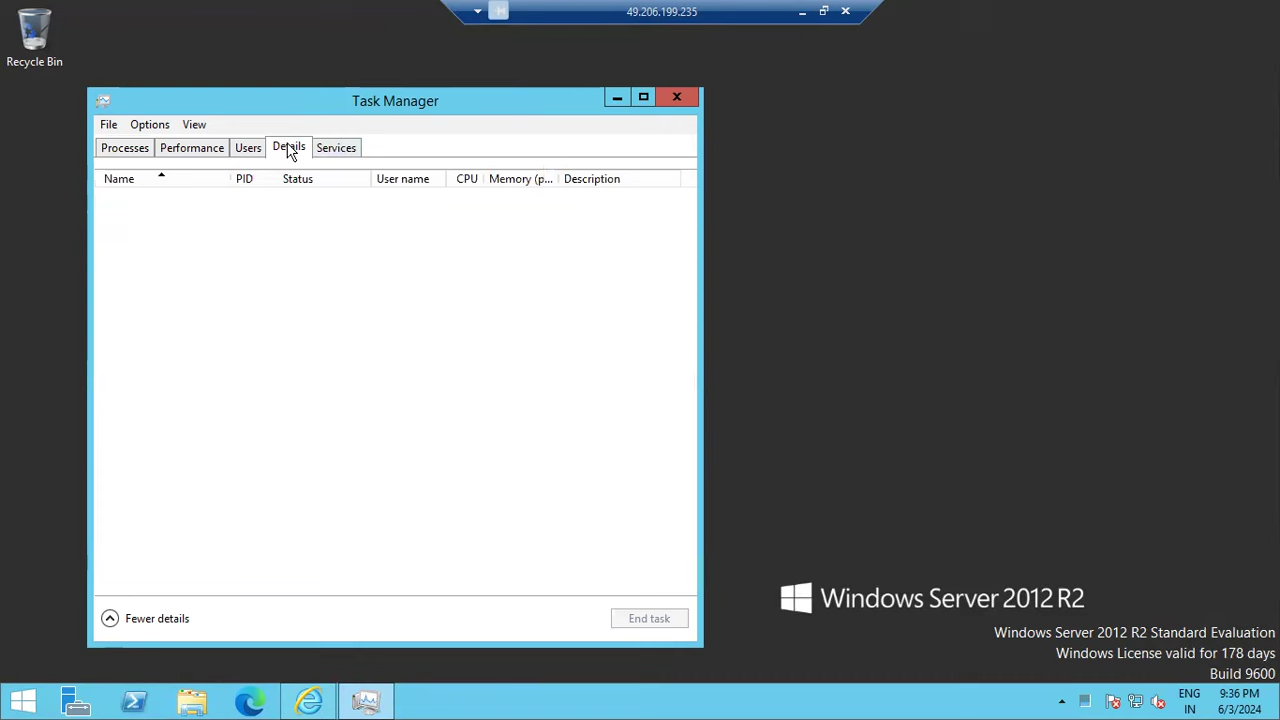 49.206.199.235
Recycle Bin
Task Manager
File Options View
Processes Performance Users Details Services
Name PID Status User name CPU Memory (p... Description
Fewer details
End task
Windows Server 2012 R2
Windows Server 2012 R2 Standard Evaluation
Windows License valid for 178 days
Build 9600
ENG 9:36 PM
IN 6/3/2024